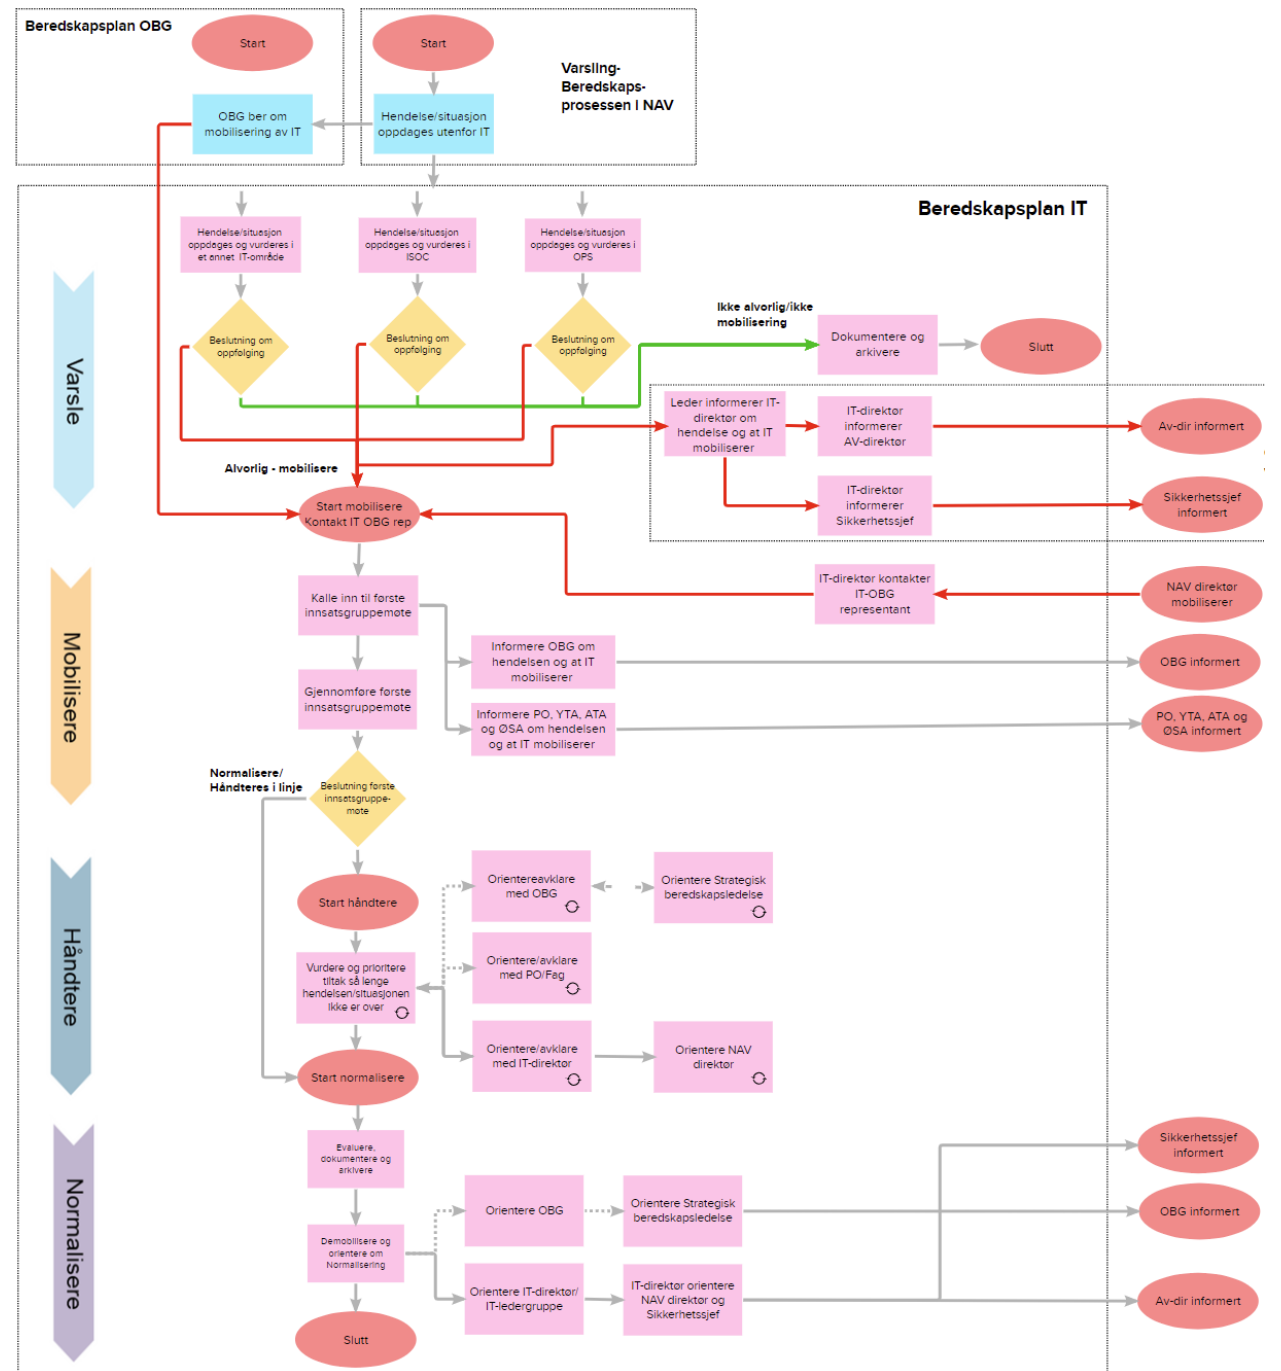 Beredskapsplan OBG
Start
Start
Varsling-
Beredskaps-
prosessen i NAV
OBG ber om
mobilisering av IT
Hendelse/situasjon
oppdages utenfor IT
Beredskapsplan IT
Hendelse/situasjon
oppdages og vurderes i
et annet IT-område
Hendelse/situasjon
oppdages og vurderes i
ISOC
Hendelse/situasjon
oppdages og vurderes i
OPS
Varsle
Beslutning om
oppfølging
Beslutning om
oppfølging
Beslutning om
oppfølging
Ikke alvorlig/ikke
mobilisering
Dokumentere og
arkivere
Slutt
Leder informerer IT-
direktør om
hendelse og at IT
mobiliserer
IT-direktør
informerer
AV-direktør
Av-dir informert
Alvorlig - mobilisere
IT-direktør
informerer
Sikkerhetssjef
Sikkerhetssjef
informert
Start mobilisere
Kontakt IT OBG rep
Mobilisere
Kalle inn til første
innsatsgruppemøte
IT-direktør kontakter
IT-OBG
representant
NAV direktør
mobiliserer
Informere OBG om
hendelsen og at IT
mobiliserer
OBG informert
Gjennomføre første
innsatsgruppemøte
Informere PO, YTA, ATA
og ØSA om hendelsen
og at IT mobiliserer
PO, YTA, ATA og
ØSA informert
Normalisere/
Håndteres i linje
Beslutning første
innsatsgruppe-
møte
Håndtere
Start håndtere
Orientereavklare
med OBG
Orientere Strategisk
beredskapsledelse
Vurdere og prioritere
tiltak så lenge
hendelsen/situasjonen
ikke er over
Orientere/avklare
med PO/Fag
Orientere/avklare
med IT-direktør
Orientere NAV
direktør
Start normalisere
Normalisere
Evaluere,
dokumentere og
arkivere
Sikkerhetssjef
informert
Orientere OBG
Orientere Strategisk
beredskapsledelse
OBG informert
Demobilisere og
orientere om
Normalisering
Orientere IT-direktør/
IT-ledergruppe
IT-direktør orientere
NAV direktør og
Sikkerhetssjef
Av-dir informert
Slutt